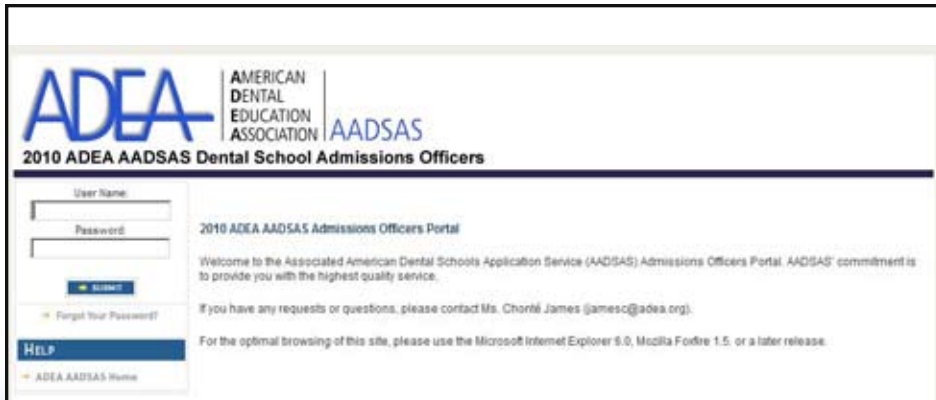 ADEA
AMERICAN
DENTAL
EDUCATION
ASSOCIATION
AADSAS
2010 ADEA AADSAS Dental School Admissions Officers
User Name:
Password:
SUBMIT
Forgot Your Password?
HELP
ADEA AADSAS Home
2010 ADEA AADSAS Admissions Officers Portal
Welcome to the Associated American Dental Schools Application Service (AADSAS) Admissions Officers Portal. AADSAS' commitment is
to provide you with the highest quality service.
If you have any requests or questions, please contact Ms. Chonté James (jamesc@adea.org).
For the optimal browsing of this site, please use the Microsoft Internet Explorer 6.0, Mozilla Foxfire 1.5. or a later release.